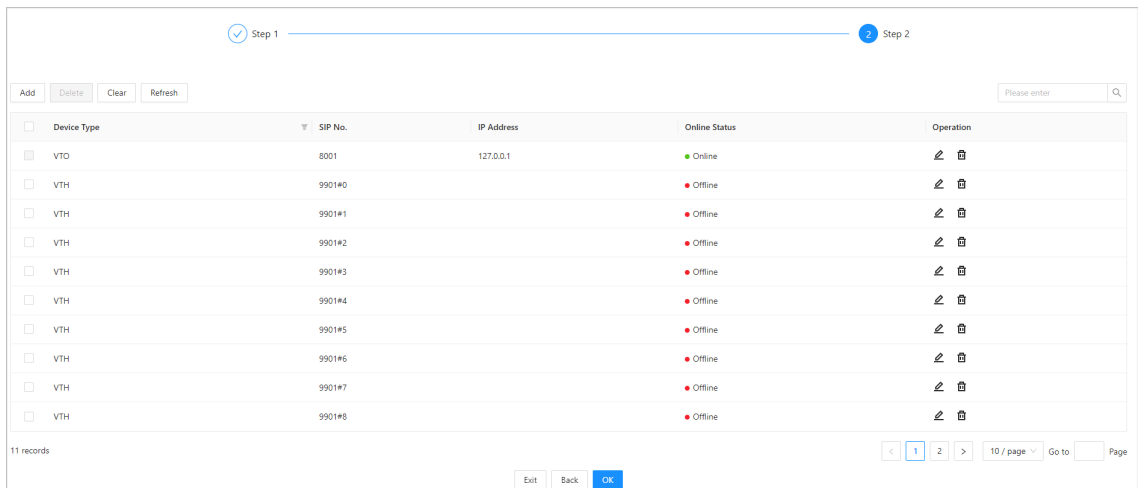 Step 1 2 Step 2
Add Delete Clear Refresh Please enter
Device Type SIP No. IP Address Online Status Operation
VTO 8001 127.0.0.1 Online
VTH 9901#0 Offline
VTH 9901#1 Offline
VTH 9901#2 Offline
VTH 9901#3 Offline
VTH 9901#4 Offline
VTH 9901#5 Offline
VTH 9901#6 Offline
VTH 9901#7 Offline
VTH 9901#8 Offline
11 records < 1 2 > 10 / page Go to Page
Exit Back OK